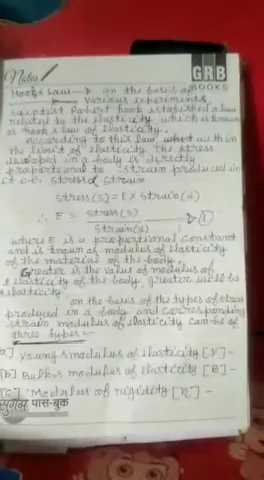 Notes
GRB
BOOKS
Hook's Law → on the basis of
various experiments
scientist Robert hook established a law
related to the elasticity which is known
as hook's law of elasticity.
According to this law when within
the limit of elasticity the stress
developed in a body is directly
proportional to strain produced in
it i.e. stress α strain
stress (S) = E × strain (α)
∴ E = stress (S) / strain (α) → ①
where E is a proportional constant
and is known as modulus of elasticity
of the material of the body.
Greater is the value of modulus of
elasticity of the body, greater will be
elasticity.
on the basis of the types of stress
produced in a body and corresponding
strain modulus of elasticity can be of
three types -
[a] Young's modulus of elasticity [Y] -
[b] Bulk's modulus of elasticity [B] -
[c] Modulus of rigidity [η] -
सुगम पास-बुक